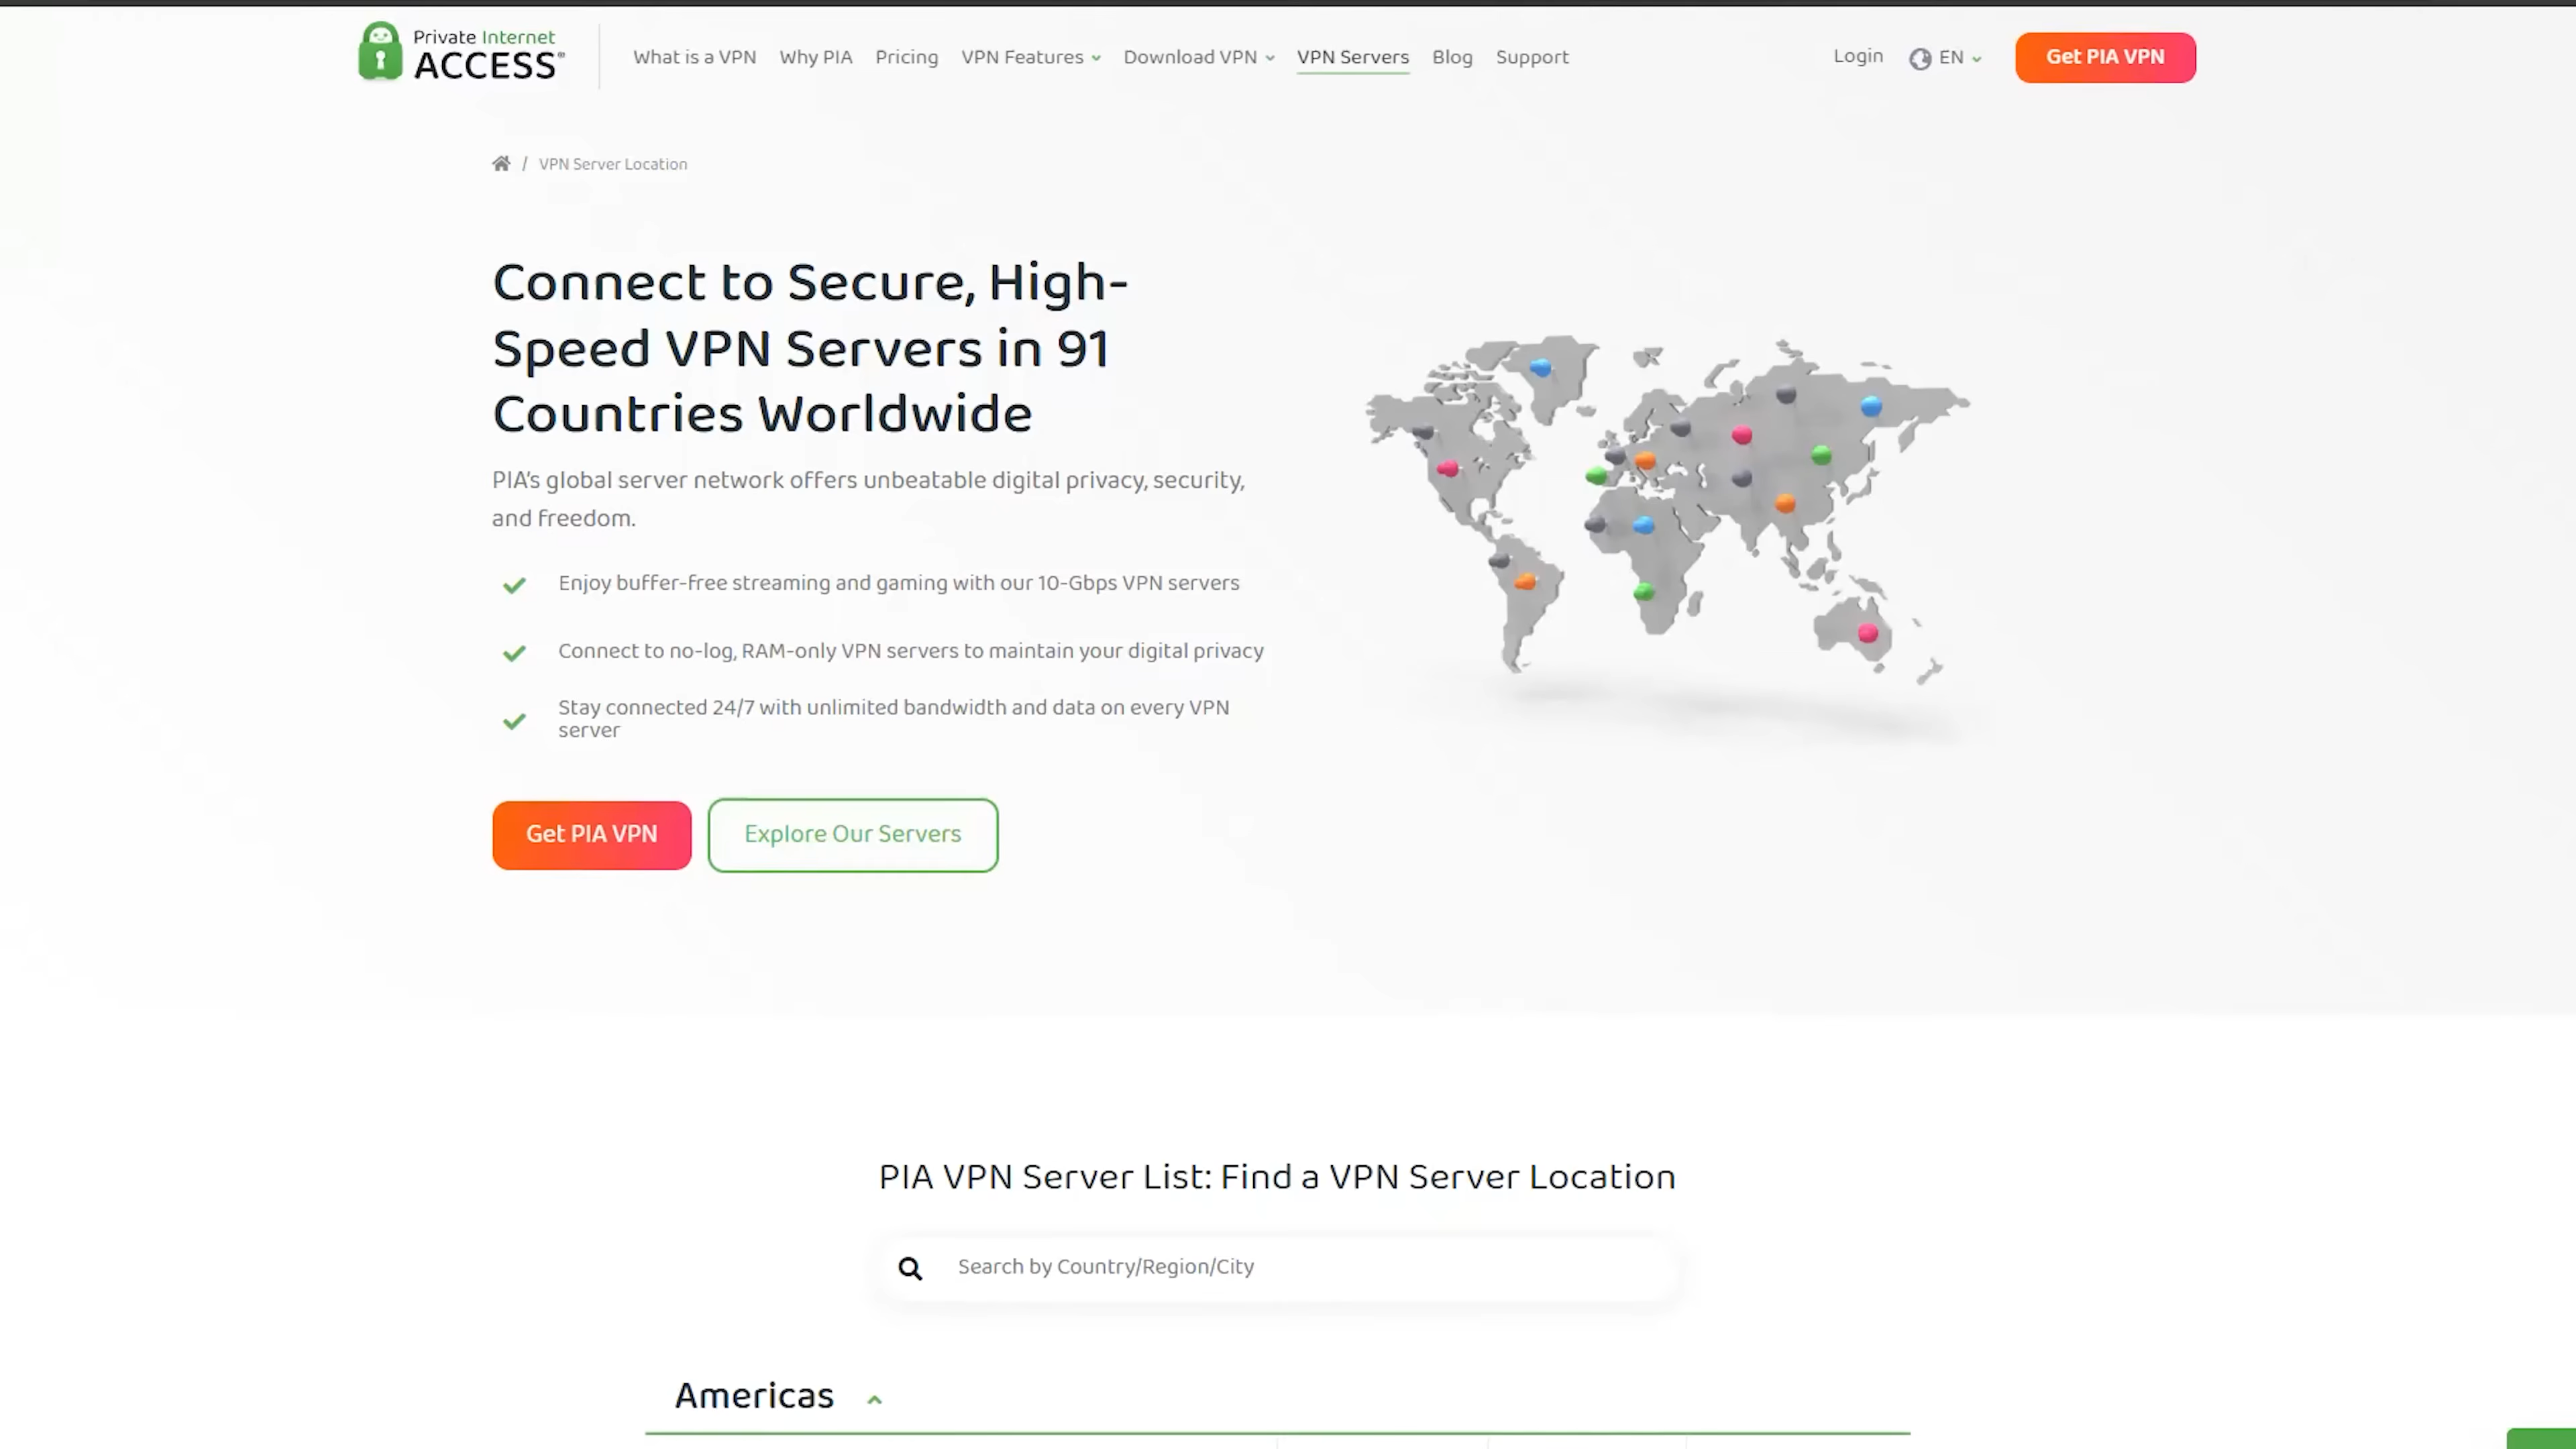 Private Internet
ACCESS®
What is a VPN
Why PIA
Pricing
VPN Features
Download VPN
VPN Servers
Blog
Support
Login
EN
Get PIA VPN
/ VPN Server Location
Connect to Secure, High-
Speed VPN Servers in 91
Countries Worldwide
PIA's global server network offers unbeatable digital privacy, security,
and freedom.
Enjoy buffer-free streaming and gaming with our 10-Gbps VPN servers
Connect to no-log, RAM-only VPN servers to maintain your digital privacy
Stay connected 24/7 with unlimited bandwidth and data on every VPN
server
Get PIA VPN
Explore Our Servers
PIA VPN Server List: Find a VPN Server Location
Search by Country/Region/City
Americas